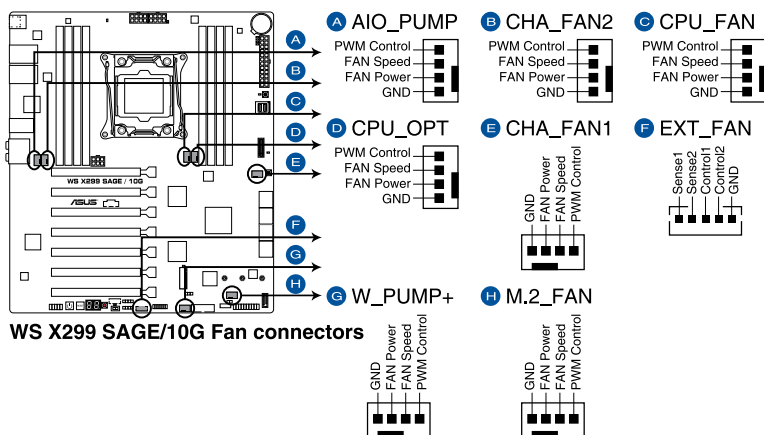 A AIO_PUMP
PWM Control
FAN Speed
FAN Power
GND
B CHA_FAN2
PWM Control
FAN Speed
FAN Power
GND
C CPU_FAN
PWM Control
FAN Speed
FAN Power
GND
D CPU_OPT
PWM Control
FAN Speed
FAN Power
GND
E CHA_FAN1
GND
FAN Power
FAN Speed
PWM Control
F EXT_FAN
Sense1
Sense2
Control1
Control2
GND
A
B
C
D
E
F
G
H
WS X299 SAGE / 10G
ASUS
WS X299 SAGE/10G Fan connectors
G W_PUMP+
GND
FAN Power
FAN Speed
PWM Control
H M.2_FAN
GND
FAN Power
FAN Speed
PWM Control